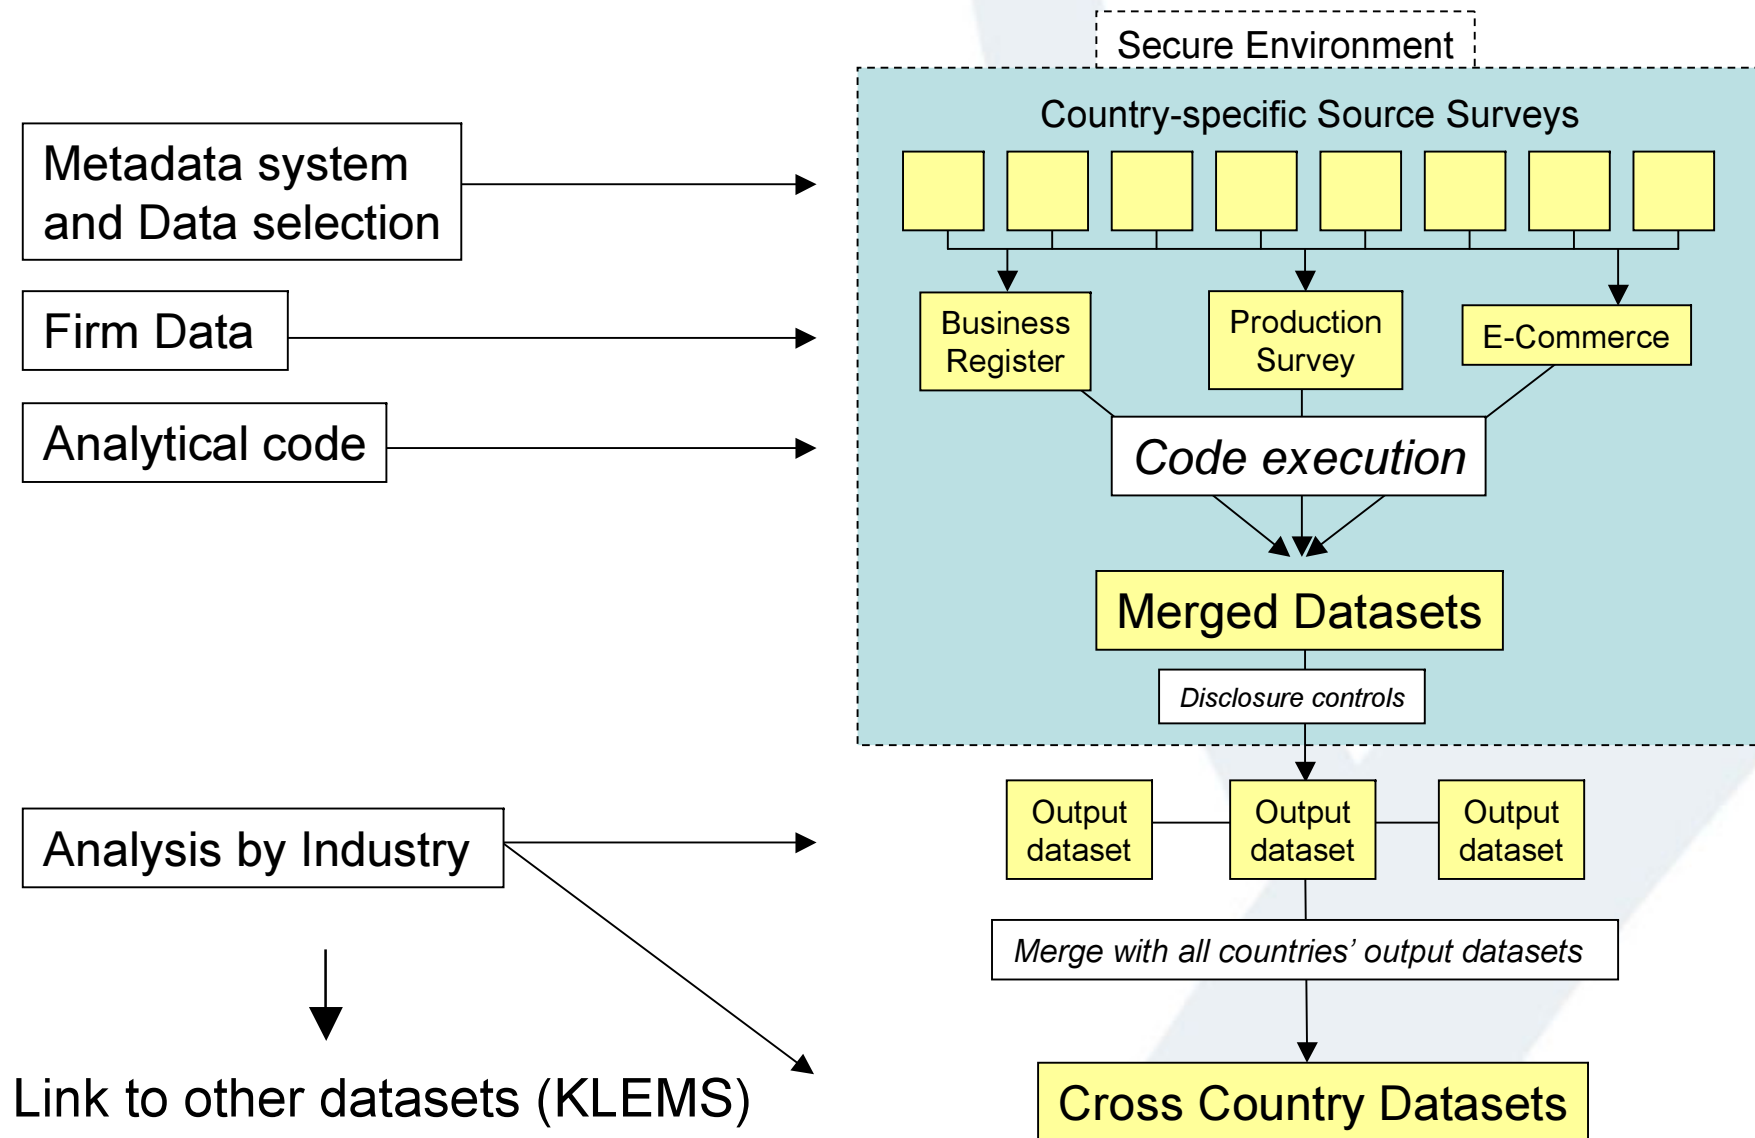 Secure Environment
Country-specific Source Surveys
Metadata system
and Data selection
Firm Data
Business
Register
Production
Survey
E-Commerce
Analytical code
Code execution
Merged Datasets
Disclosure controls
Analysis by Industry
Output
dataset
Output
dataset
Output
dataset
Merge with all countries’ output datasets
Link to other datasets (KLEMS)
Cross Country Datasets